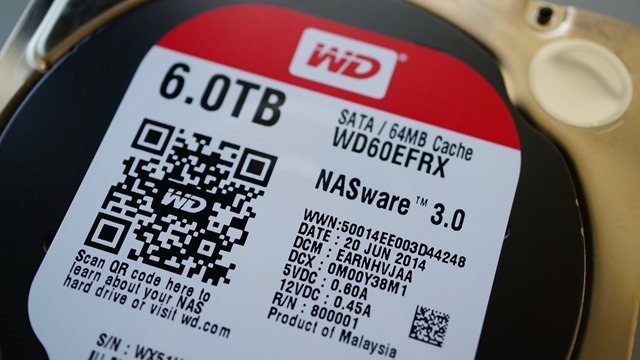 WD
6.0TB
SATA / 64MB Cache
WD60EFRX
WD
NASware™ 3.0
WWN:50014EE003D44248
DATE : 20 JUN 2014
DCM : EARNHVJAA
DCX : 0M00Y36M1
5VDC : 0.60A
12VDC : 0.45A
R/N : 800001
Product of Malaysia
Scan QR code here to
learn about your NAS
hard drive or visit wd.com
S/N :